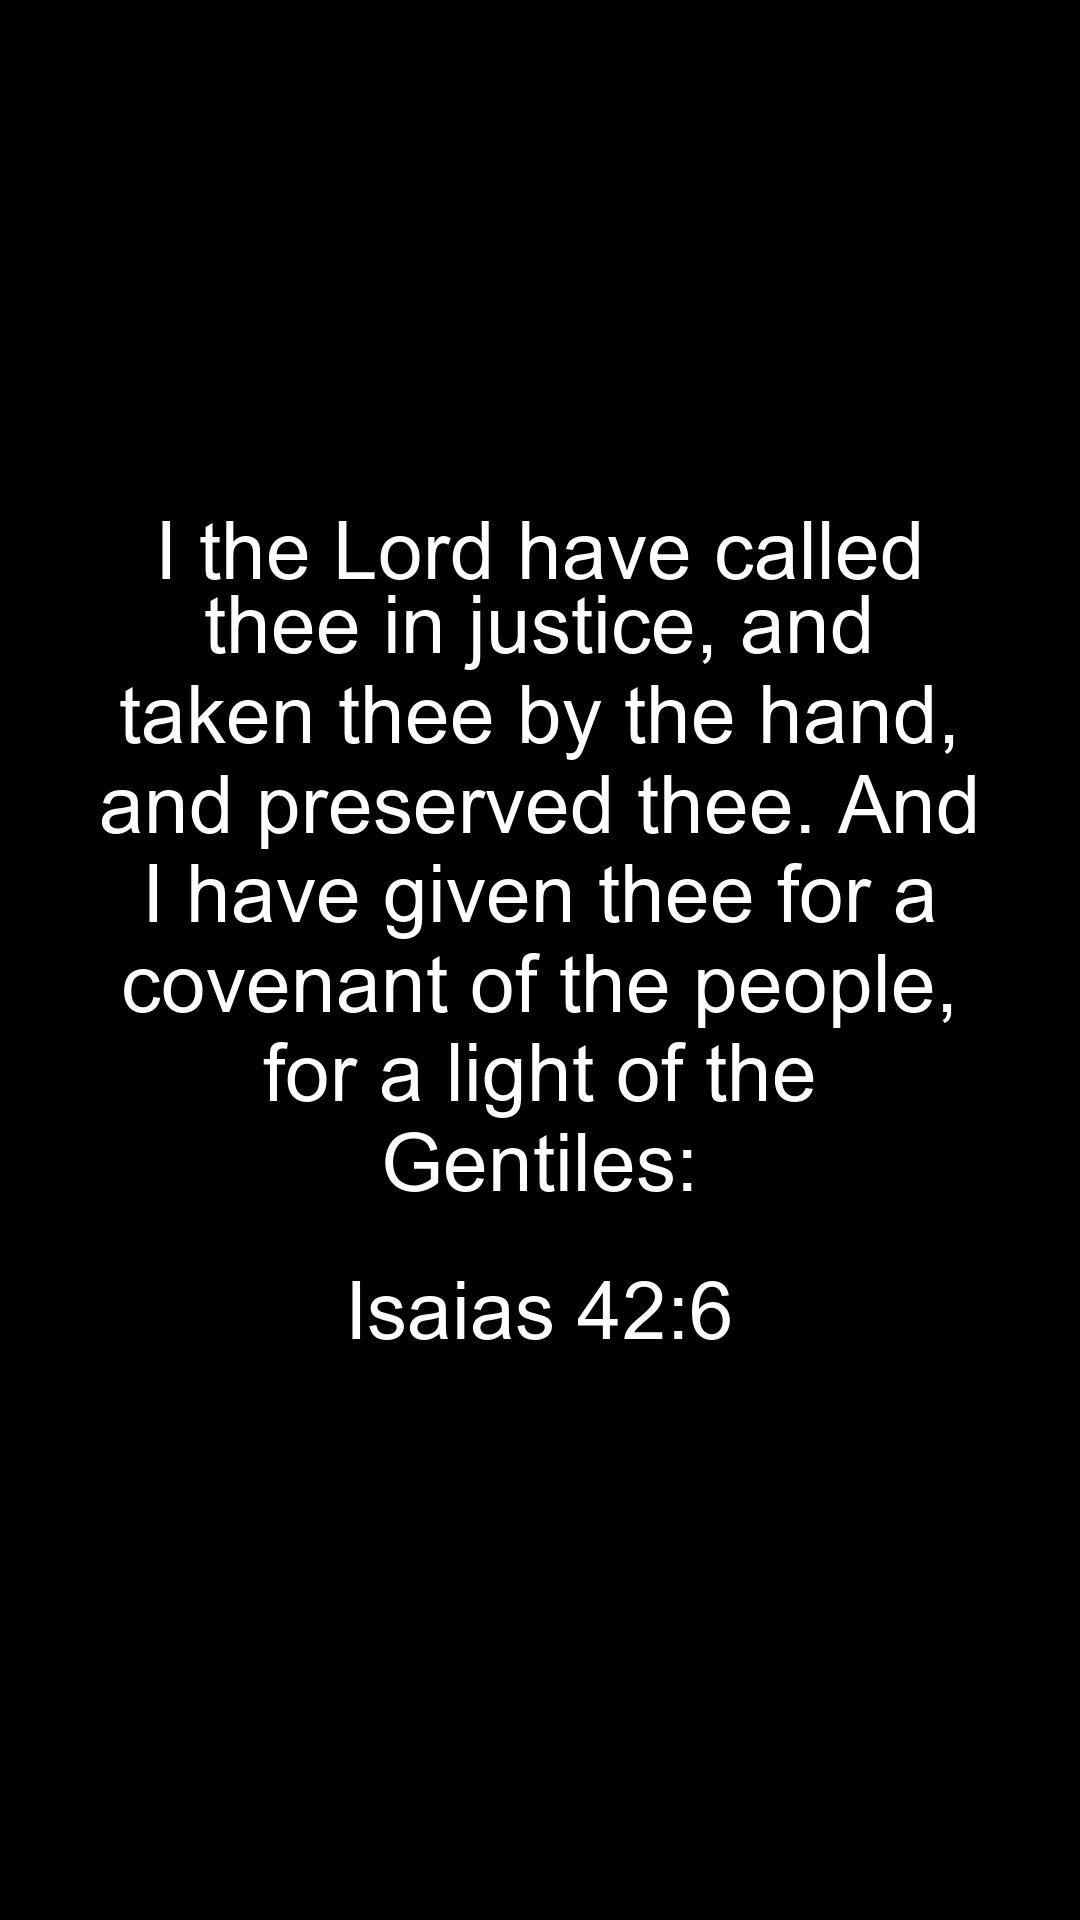 I the Lord have called
thee in justice, and
taken thee by the hand,
and preserved thee. And
I have given thee for a
covenant of the people,
for a light of the
Gentiles:
Isaias 42:6